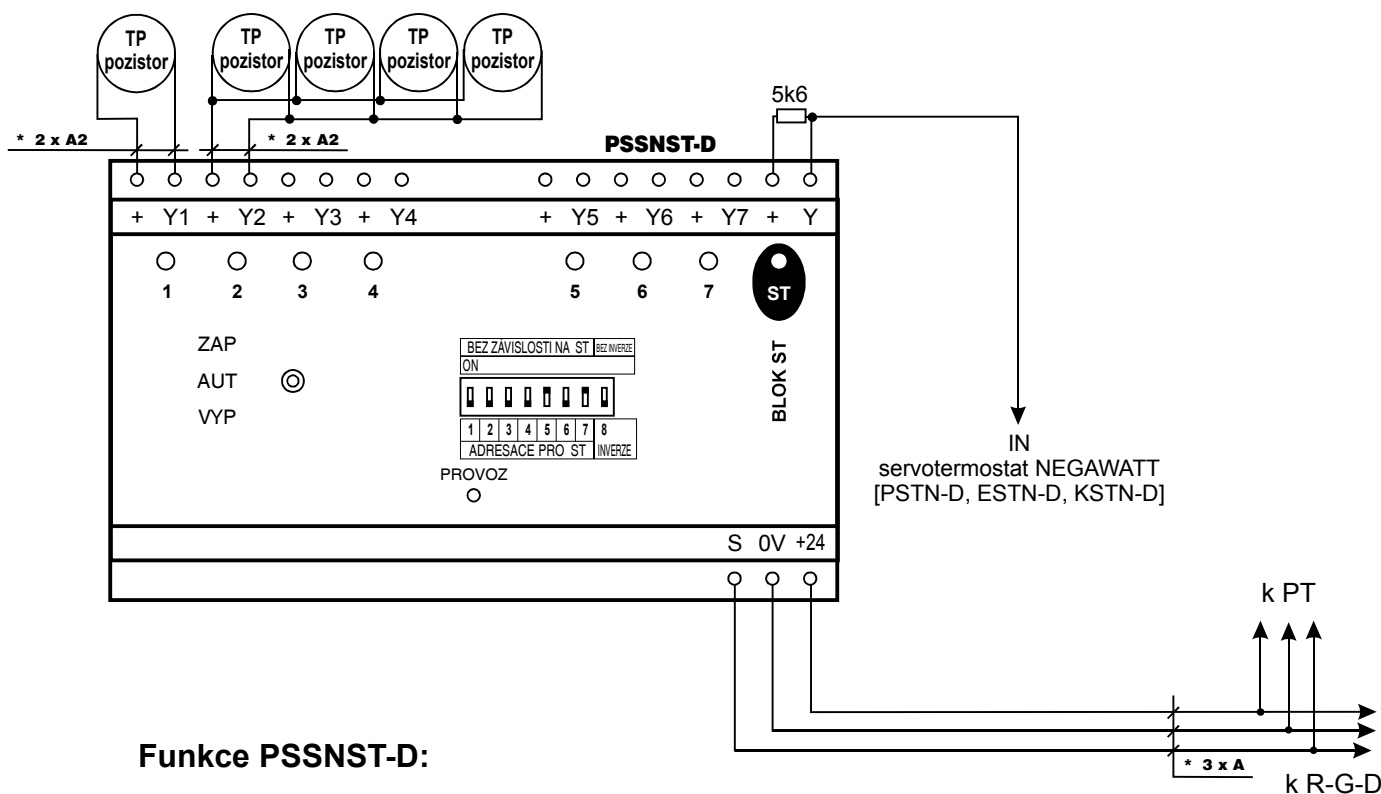 TP pozistor
TP pozistor
TP pozistor
TP pozistor
TP pozistor
5k6
* 2 x A2
* 2 x A2
PSSNST-D
+ Y1 + Y2 + Y3 + Y4 + Y5 + Y6 + Y7 + Y
1 2 3 4 5 6 7 ST
ZAP
AUT
VYP
BEZ ZÁVISLOSTI NA ST BEZ INVERZE
ON
1 2 3 4 5 6 7 8
ADRESACE PRO ST INVERZE
PROVOZ
BLOK ST
IN
servotermostat NEGAWATT
[PSTN-D, ESTN-D, KSTN-D]
S 0V +24
k PT
* 3 x A
k R-G-D
Funkce PSSNST-D: